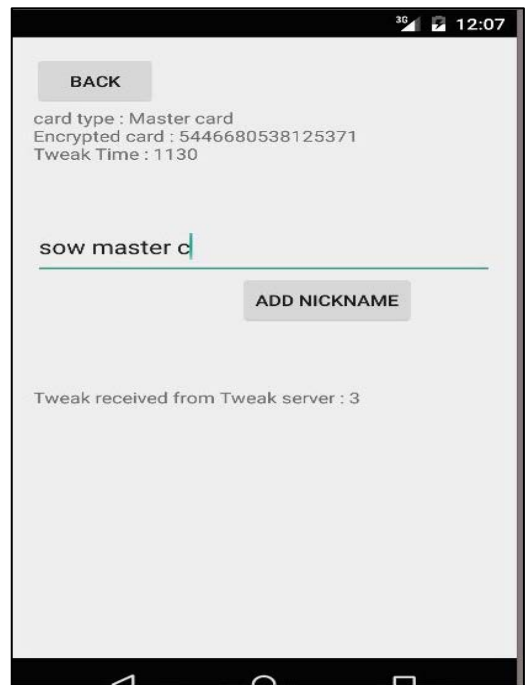 3G 12:07
BACK
card type : Master card
Encrypted card : 5446680538125371
Tweak Time : 1130
sow master c
ADD NICKNAME
Tweak received from Tweak server : 3